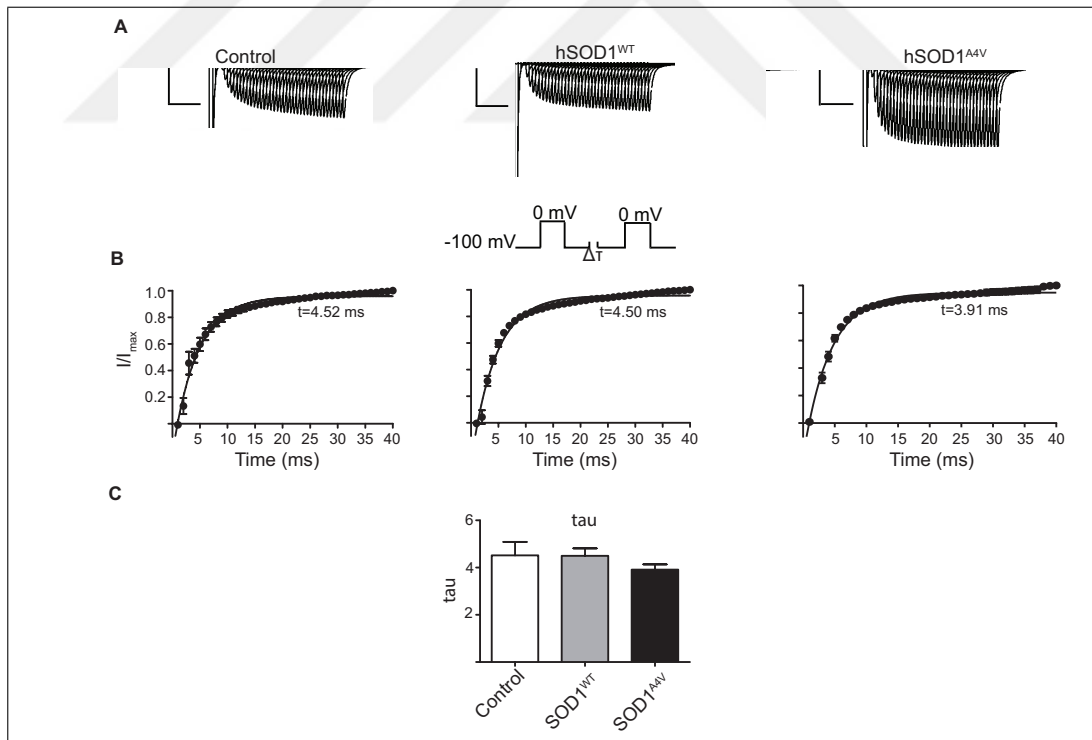 A
Control
hSOD1WT
hSOD1A4V
0 mV
0 mV
-100 mV
Δτ
B
1.0
0.8
0.6
0.4
0.2
I/Imax
t=4.52 ms
5 10 15 20 25 30 35 40
Time (ms)
t=4.50 ms
5 10 15 20 25 30 35 40
Time (ms)
t=3.91 ms
5 10 15 20 25 30 35 40
Time (ms)
C
tau
6
4
2
tau
Control
SOD1WT
SOD1A4V